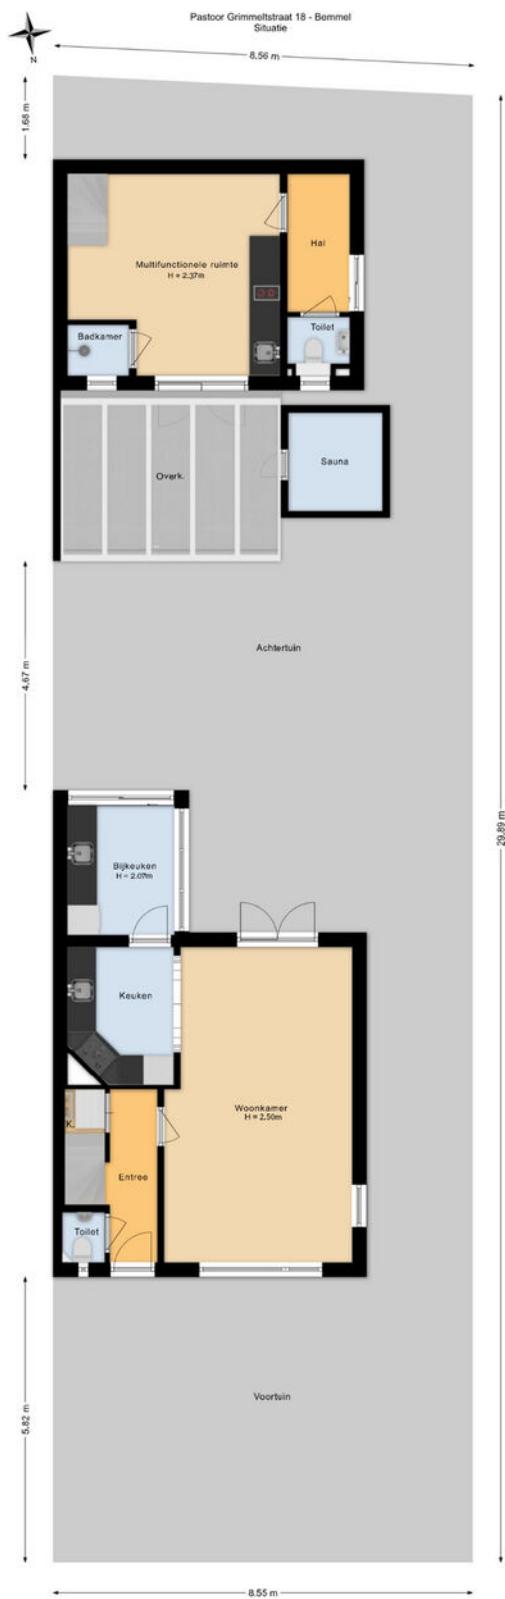 Pastoor Grimmeltstraat 18 - Bemmel
Situatie
N
8.56 m
1.68 m
Hal
Multifunctionele ruimte
H = 2.37m
Toilet
Badkamer
Sauna
Overk.
Achtertuin
4.67 m
29.89 m
Bijkeuken
H = 2.07m
Keuken
Woonkamer
H = 2.50m
K.
Entree
Toilet
Voortuin
5.82 m
8.55 m